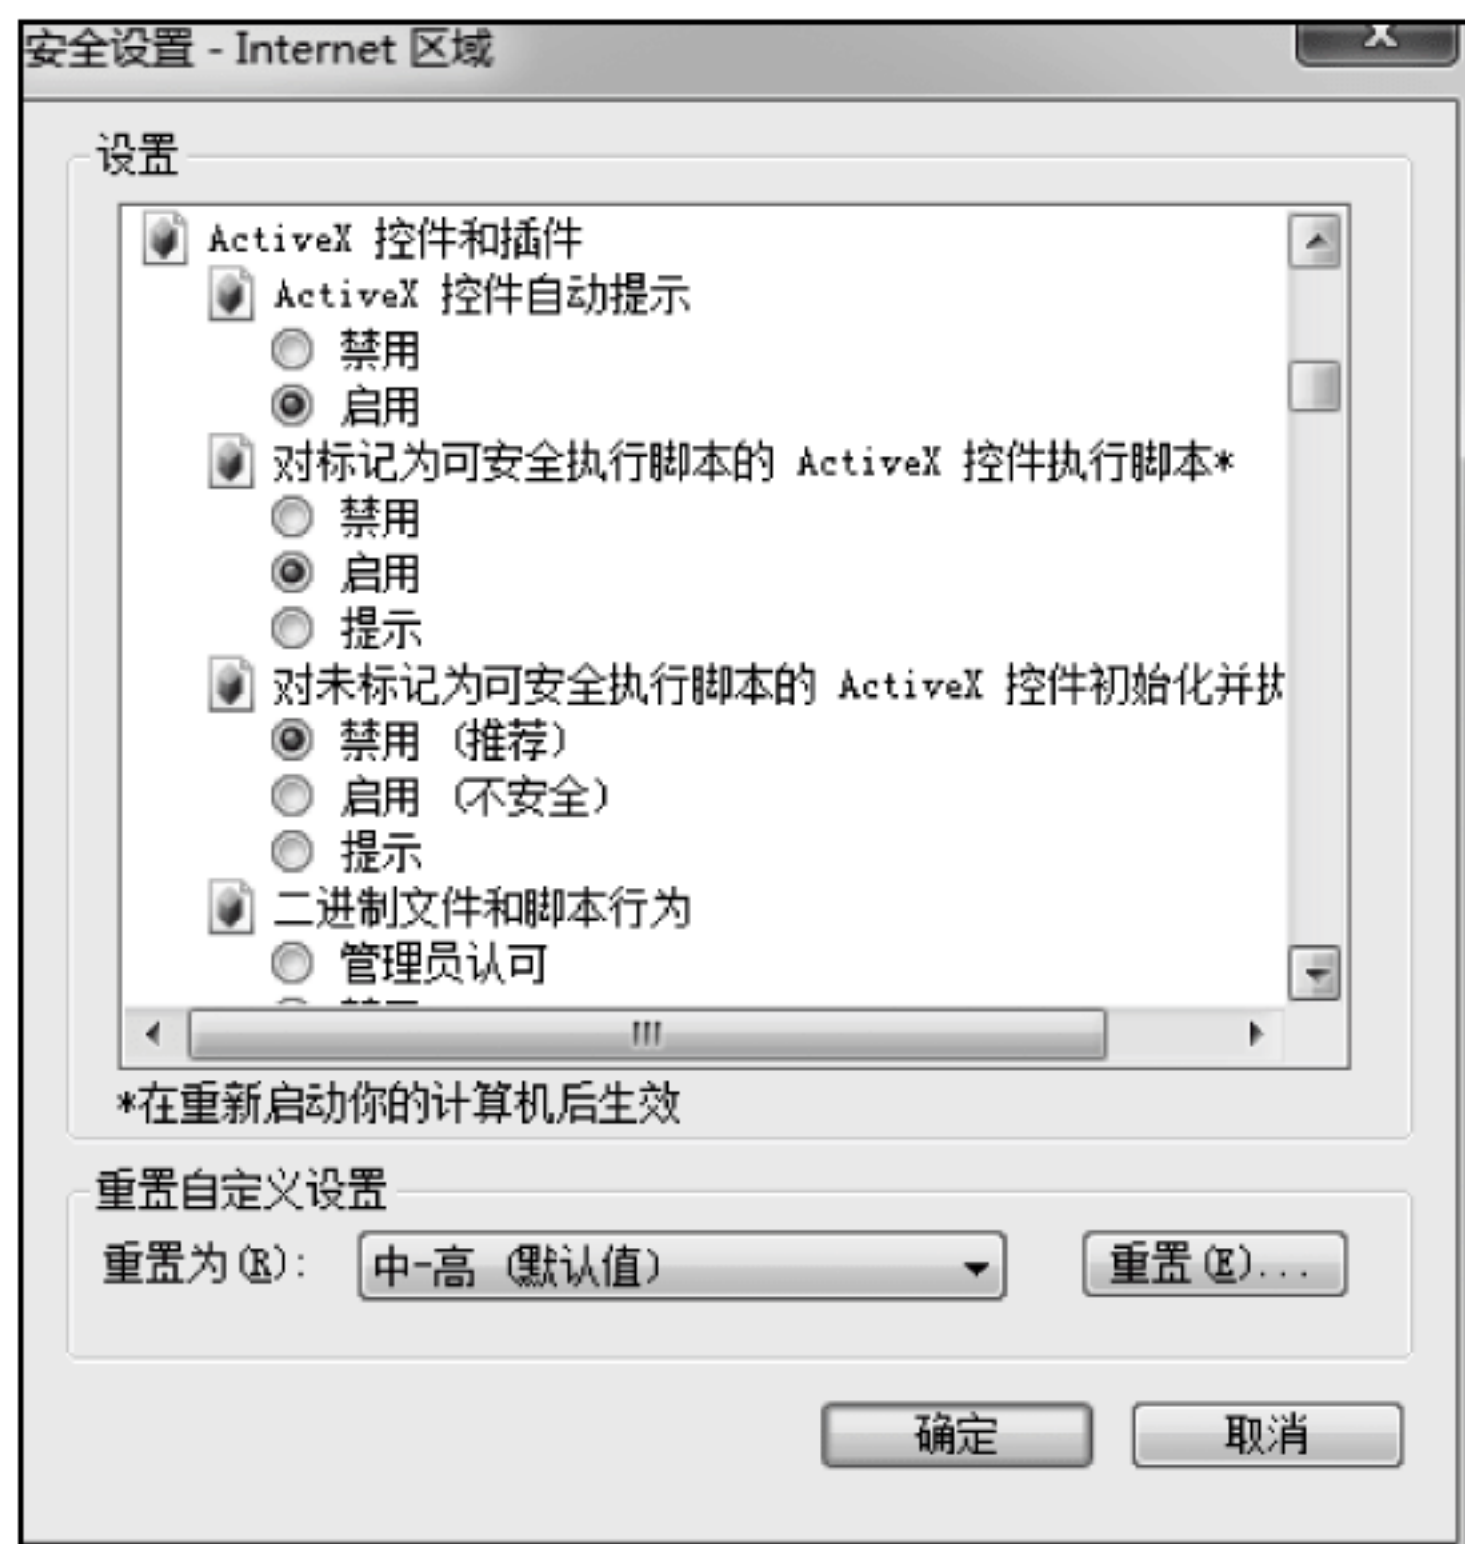 安全设置 - Internet 区域
设置
ActiveX 控件和插件
ActiveX 控件自动提示
禁用
启用
对标记为可安全执行脚本的 ActiveX 控件执行脚本*
禁用
启用
提示
对未标记为可安全执行脚本的 ActiveX 控件初始化并执
禁用 (推荐)
启用 (不安全)
提示
二进制文件和脚本行为
管理员认可
*在重新启动你的计算机后生效
重置自定义设置
重置为(R): 中-高 (默认值) 重置(E)...
确定 取消